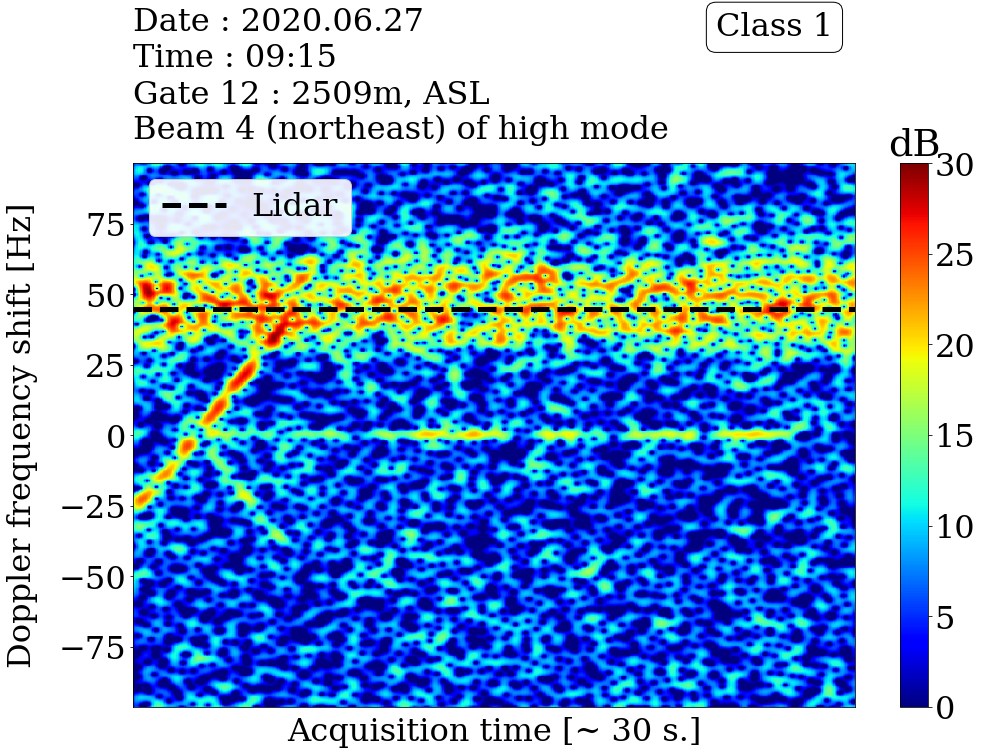 Date : 2020.06.27
Time : 09:15
Gate 12 : 2509m, ASL
Beam 4 (northeast) of high mode
Class 1
dB
Lidar
Doppler frequency shift [Hz]
75
50
25
0
−25
−50
−75
Acquisition time [~ 30 s.]
30
25
20
15
10
5
0